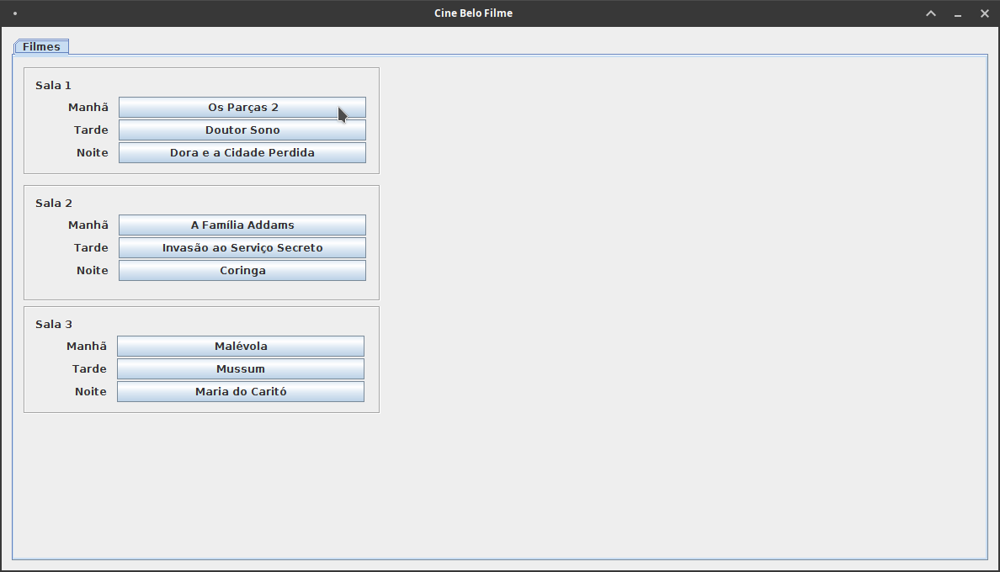 Cine Belo Filme
Filmes
Sala 1
Manhã Os Parças 2
Tarde Doutor Sono
Noite Dora e a Cidade Perdida
Sala 2
Manhã A Família Addams
Tarde Invasão ao Serviço Secreto
Noite Coringa
Sala 3
Manhã Malévola
Tarde Mussum
Noite Maria do Caritó